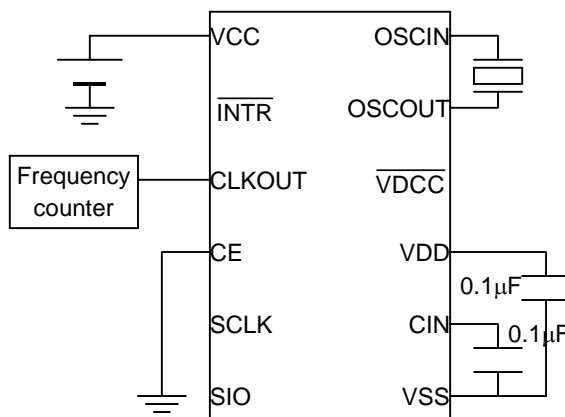 VCC OSCIN
INTR OSCOUT
Frequency
counter
CLKOUT VDCC
CE VDD
0.1μF
SCLK CIN 0.1μF
SIO VSS